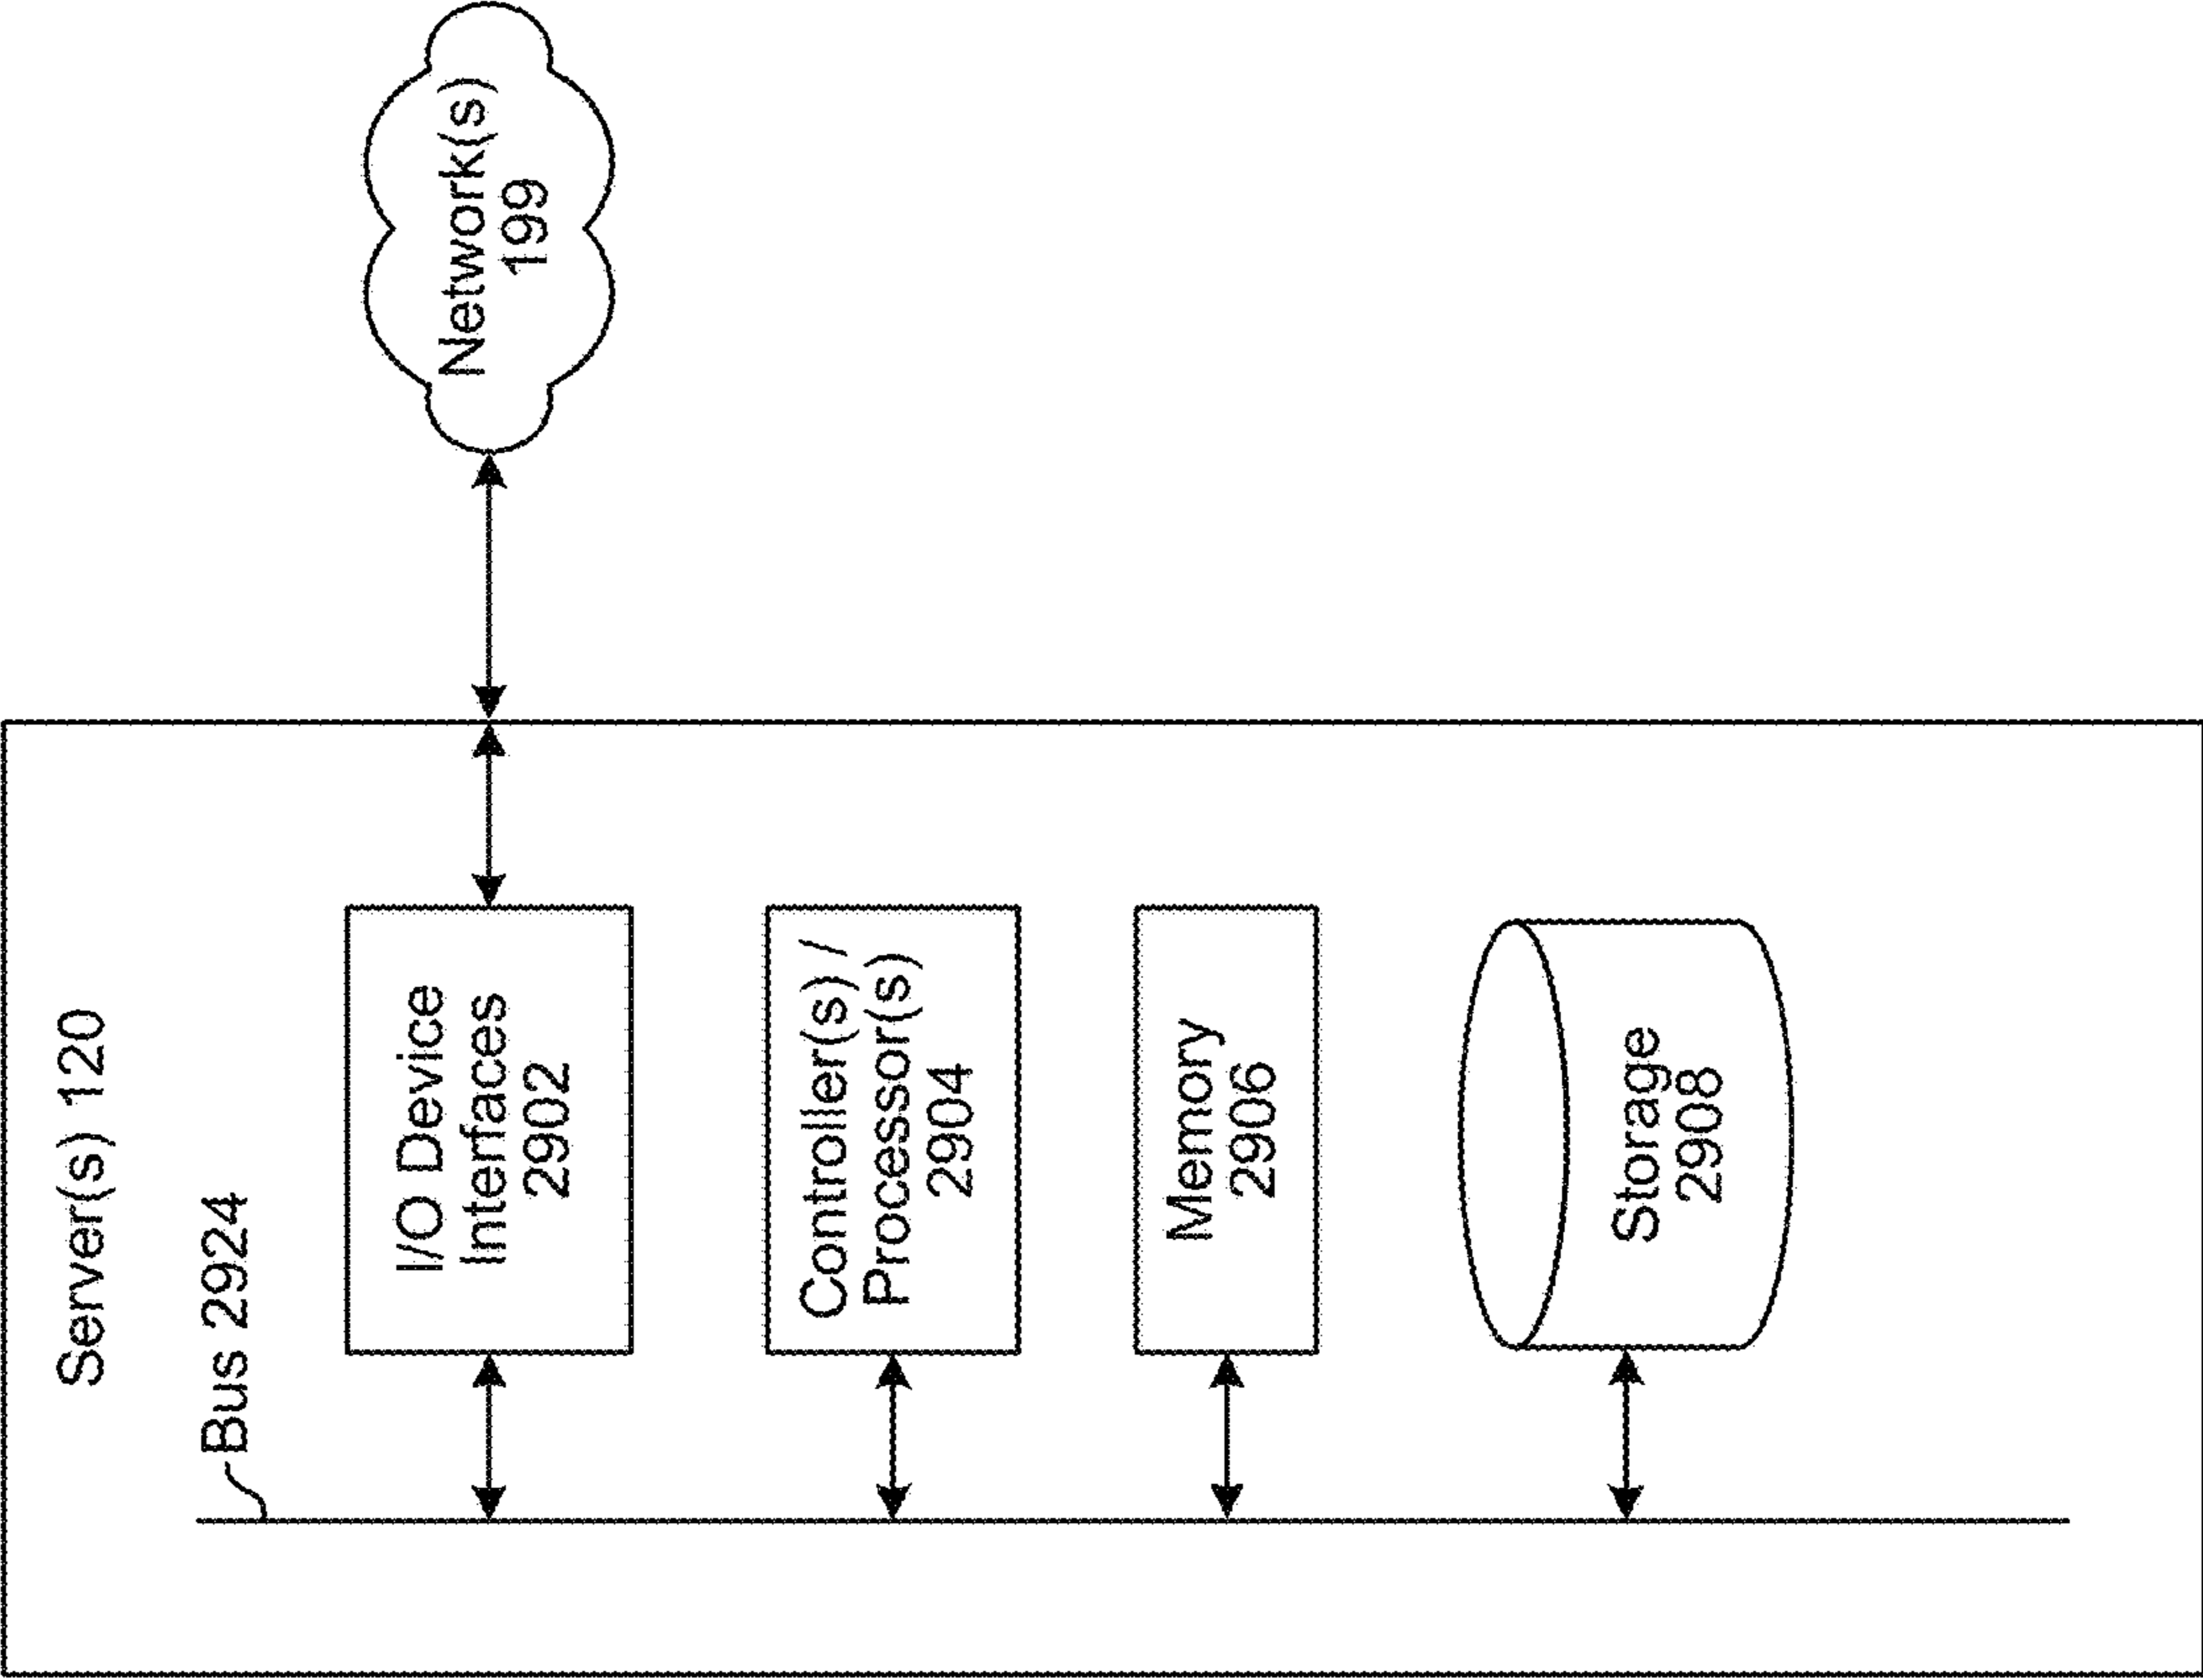 Server(s) 120
Bus 2924
I/O Device
Interfaces
2902
Network(s)
199
Controller(s) /
Processor(s)
2904
Memory
2906
Storage
2908